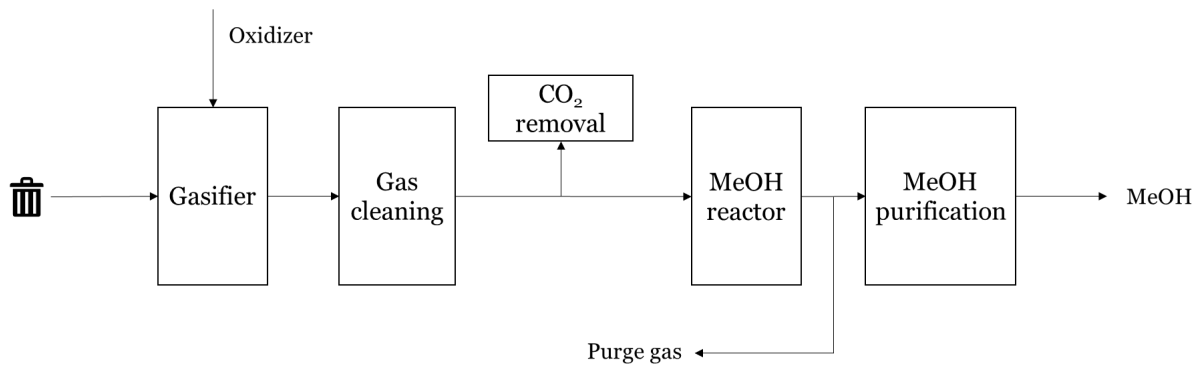 Oxidizer
CO₂
removal
Gasifier
Gas
cleaning
MeOH
reactor
MeOH
purification
MeOH
Purge gas